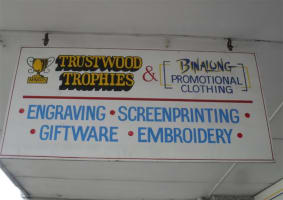 TRUSTWOOD
TROPHIES
&
BINALONG
PROMOTIONAL
CLOTHING
• ENGRAVING • SCREENPRINTING •
• GIFTWARE • EMBROIDERY •